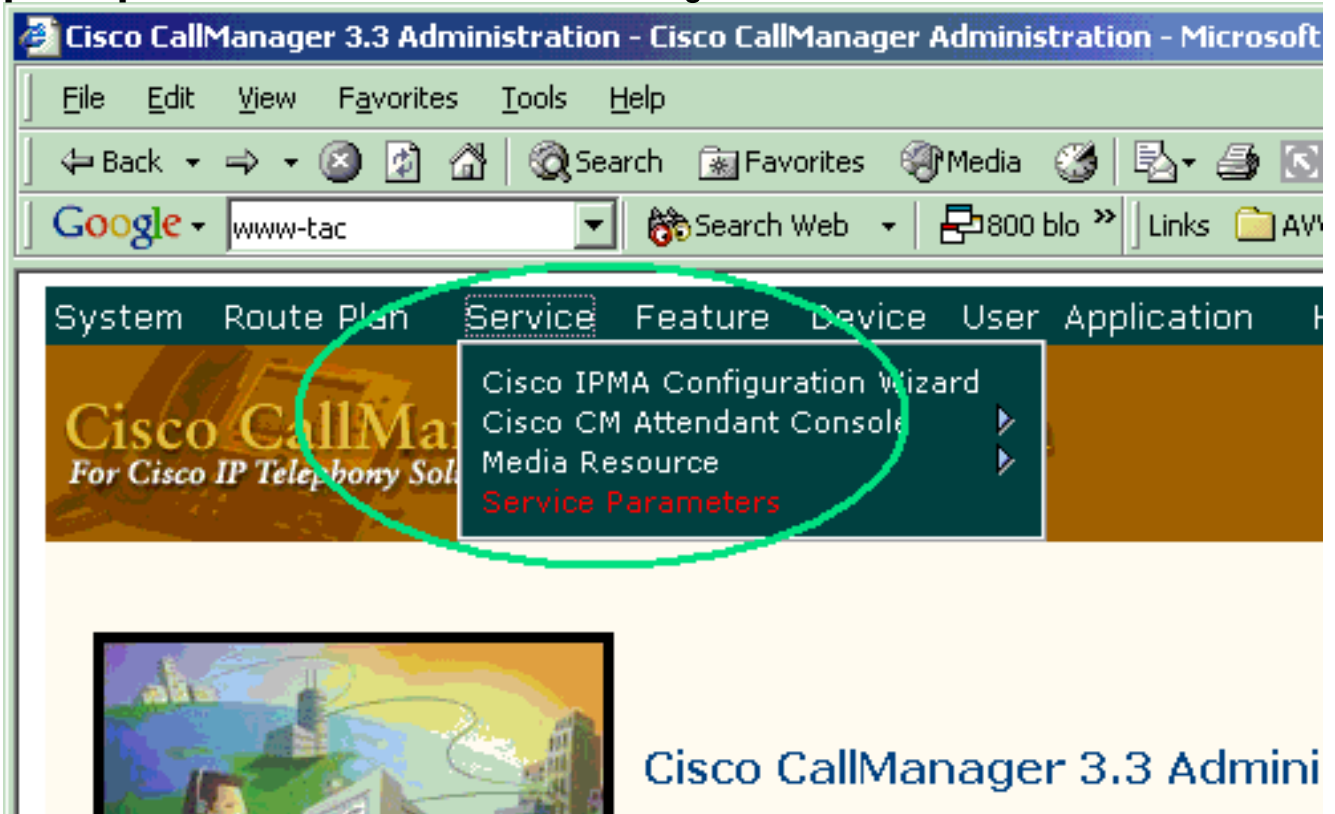 Cisco CallManager 3.3 Administration - Cisco CallManager Administration - Microsoft
File Edit View Favorites Tools Help
Back Search Favorites Media
Google www-tac Search Web 800 blo » Links
System Route Plan Service Feature Device User Application
Cisco IPMA Configuration Wizard
Cisco CM Attendant Console
Media Resource
Service Parameters
Cisco CallMa
For Cisco IP Telephony Sol
Cisco CallManager 3.3 Admini